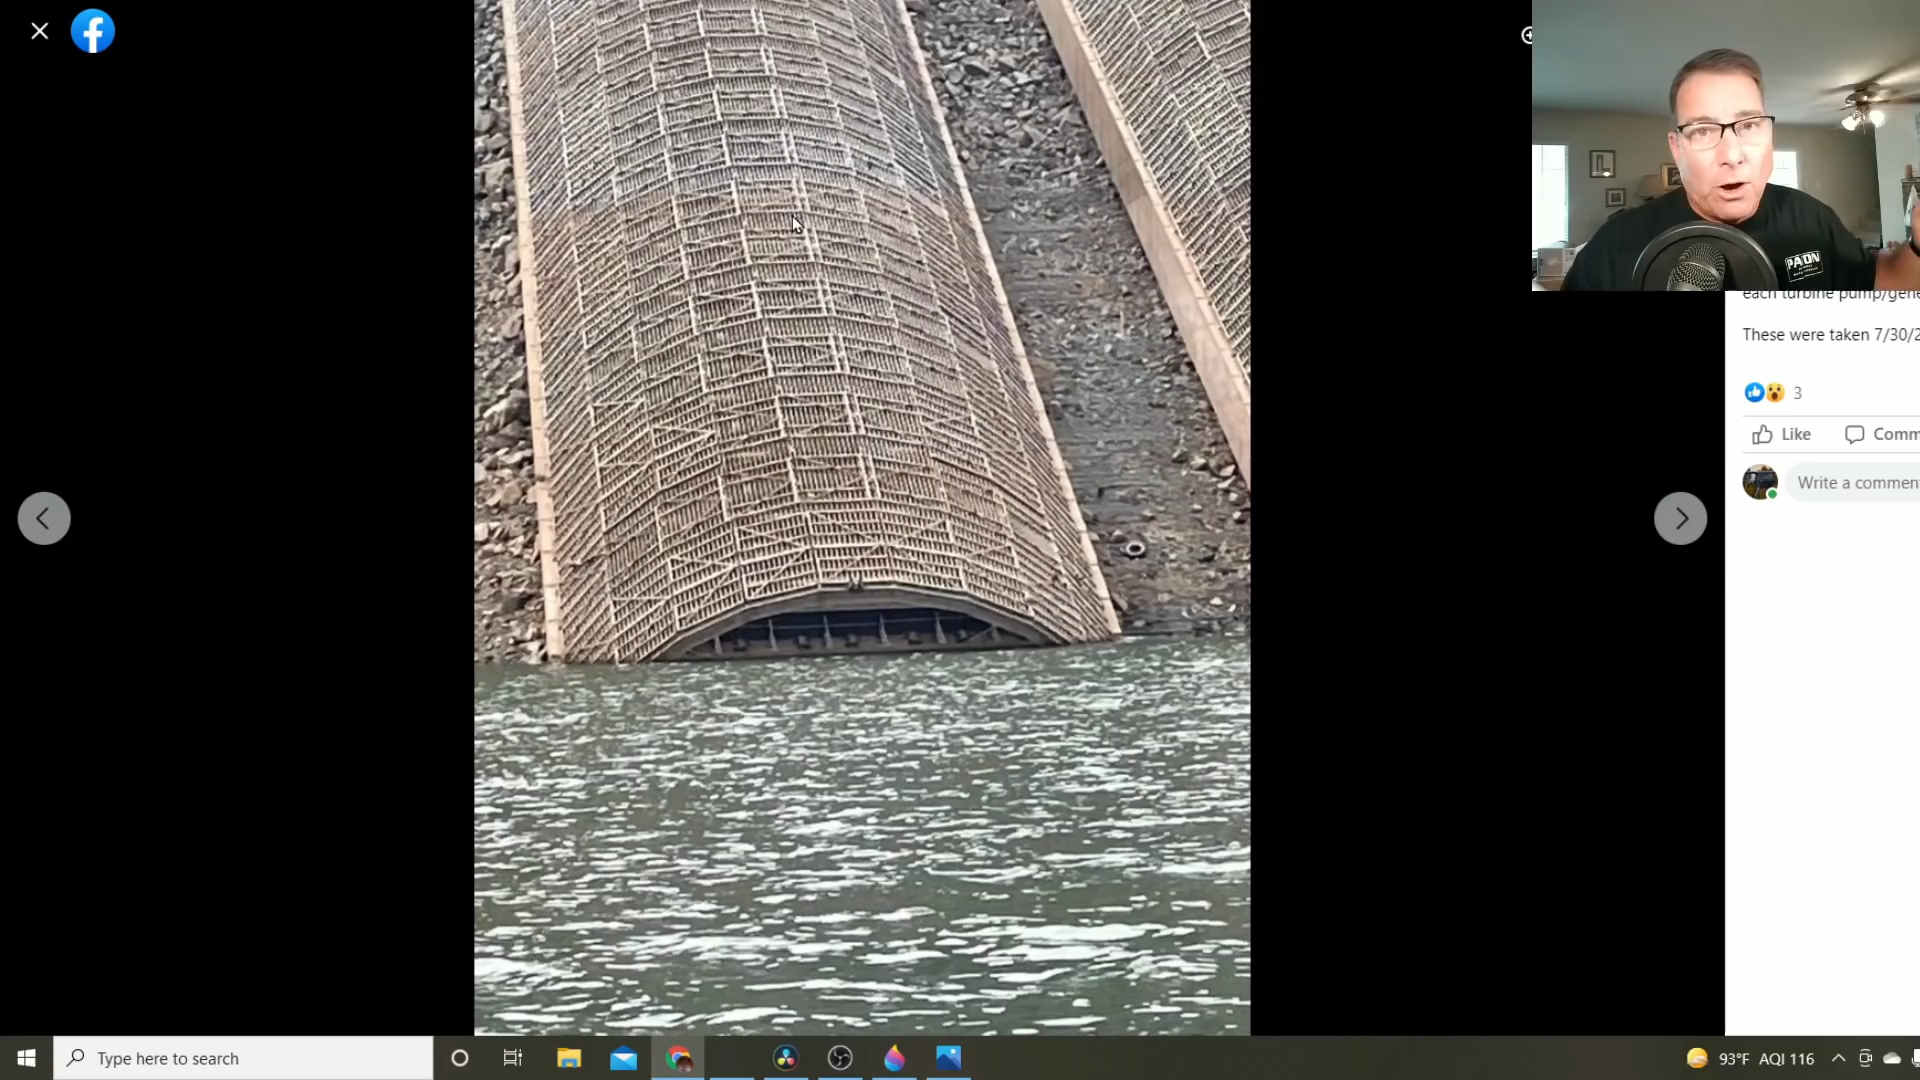 each turbine pump/gene
These were taken 7/30/2
3
Like
Comm
Write a commen
PATON
Type here to search
93°F AQI 116